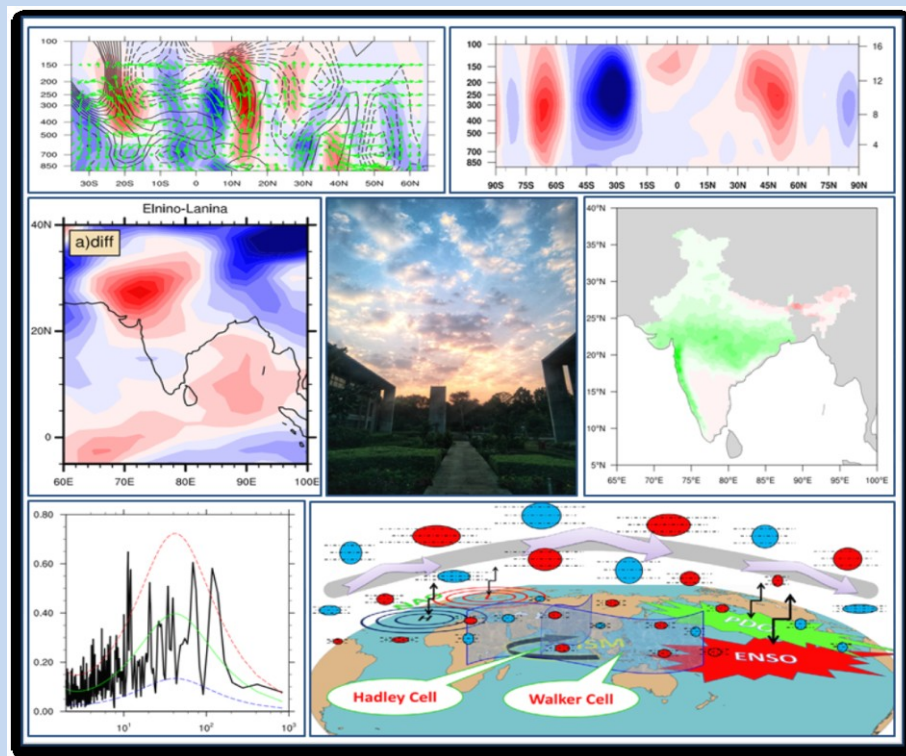 100
150
200
250
300
400
500
700
850
30S 20S 10S 0 10N 20N 30N 40N 50N 60N
100
150
200
250
300
400
500
700
850
16
12
8
4
90S 75S 60S 45S 30S 15S 0 15N 30N 45N 60N 75N 90N
Elnino-Lanina
a)diff
40N
20N
0
60E 70E 80E 90E 100E
40°N
35°N
30°N
25°N
20°N
15°N
10°N
5°N
65°E 70°E 75°E 80°E 85°E 90°E 95°E 100°E
0.80
0.60
0.40
0.20
0.00
10¹ 10² 10³
PDO
ISM
ENSO
Hadley Cell
Walker Cell